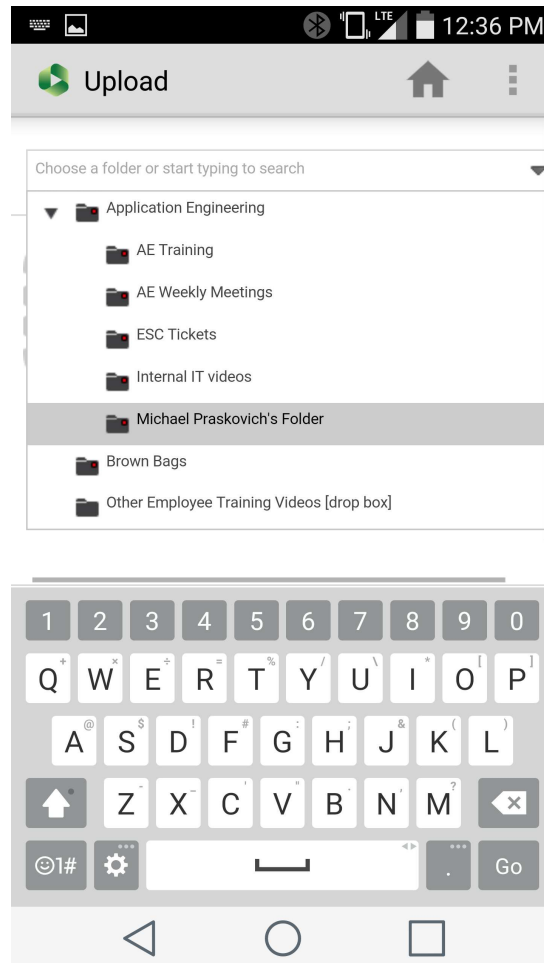 LTE 12:36 PM
Upload
Choose a folder or start typing to search
Application Engineering
AE Training
AE Weekly Meetings
ESC Tickets
Internal IT videos
Michael Praskovich's Folder
Brown Bags
Other Employee Training Videos [drop box]
1 2 3 4 5 6 7 8 9 0
+ × ÷ = % / \ * [ ]
Q W E R T Y U I O P
@ $ ! # : ; & ( )
A S D F G H J K L
- _ ' " . , ?
Z X C V B N M
☺1# . Go